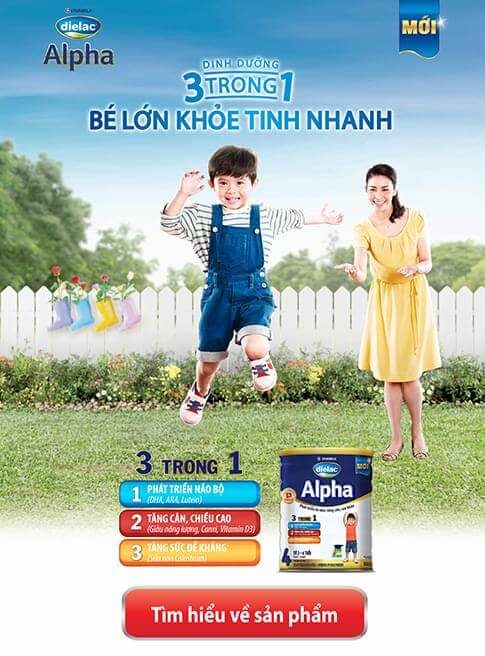 VINAMILK
dielac
Alpha
MỚI
DINH DƯỠNG
3 TRONG 1
BÉ LỚN KHỎE TINH NHANH
3 TRONG 1
1 PHÁT TRIỂN NÃO BỘ
(DHA, ARA, Lutein)
2 TĂNG CÂN, CHIỀU CAO
(Giàu năng lượng, Canxi, Vitamin D3)
3 TĂNG SỨC ĐỀ KHÁNG
(Sữa non Colostrum)
VINAMILK
MỚI
dielac
Alpha
3 TRONG 1
4
Tìm hiểu về sản phẩm